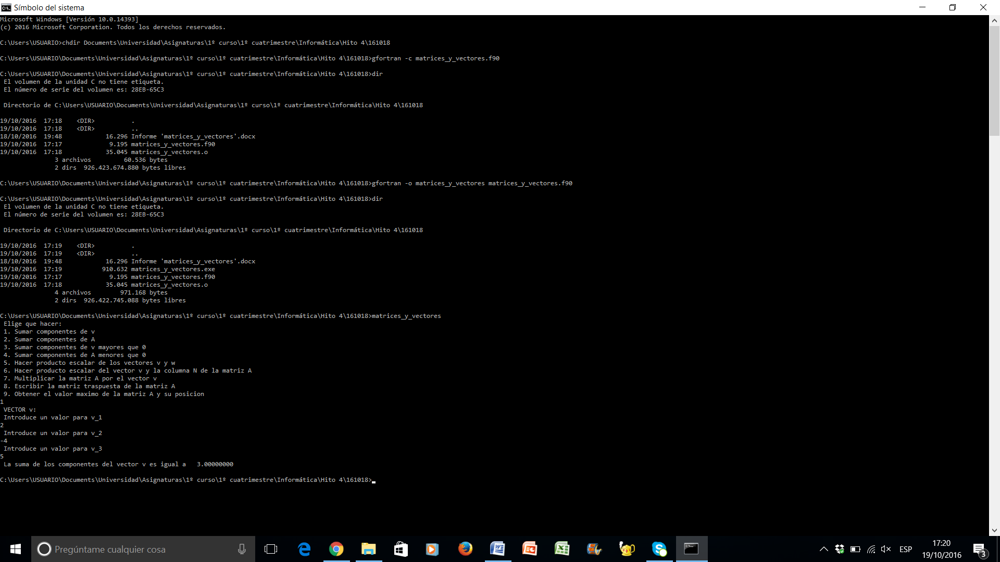 Símbolo del sistema
Microsoft Windows [Versión 10.0.14393]
(c) 2016 Microsoft Corporation. Todos los derechos reservados.
C:\Users\USUARIO>chdir Documents\Universidad\Asignaturas\1º curso\1º cuatrimestre\Informática\Hito 4\161018
C:\Users\USUARIO\Documents\Universidad\Asignaturas\1º curso\1º cuatrimestre\Informática\Hito 4\161018>gfortran -c matrices_y_vectores.f90
C:\Users\USUARIO\Documents\Universidad\Asignaturas\1º curso\1º cuatrimestre\Informática\Hito 4\161018>dir
El volumen de la unidad C no tiene etiqueta.
El número de serie del volumen es: 28EB-65C3
Directorio de C:\Users\USUARIO\Documents\Universidad\Asignaturas\1º curso\1º cuatrimestre\Informática\Hito 4\161018
19/10/2016  17:18    <DIR>          .
19/10/2016  17:18    <DIR>          ..
18/10/2016  19:48            16.296 Informe 'matrices_y_vectores'.docx
19/10/2016  17:17             9.195 matrices_y_vectores.f90
19/10/2016  17:18            35.045 matrices_y_vectores.o
3 archivos         60.536 bytes
2 dirs  926.423.674.880 bytes libres
C:\Users\USUARIO\Documents\Universidad\Asignaturas\1º curso\1º cuatrimestre\Informática\Hito 4\161018>gfortran -o matrices_y_vectores matrices_y_vectores.f90
C:\Users\USUARIO\Documents\Universidad\Asignaturas\1º curso\1º cuatrimestre\Informática\Hito 4\161018>dir
El volumen de la unidad C no tiene etiqueta.
El número de serie del volumen es: 28EB-65C3
Directorio de C:\Users\USUARIO\Documents\Universidad\Asignaturas\1º curso\1º cuatrimestre\Informática\Hito 4\161018
19/10/2016  17:19    <DIR>          .
19/10/2016  17:19    <DIR>          ..
18/10/2016  19:48            16.296 Informe 'matrices_y_vectores'.docx
19/10/2016  17:19           910.632 matrices_y_vectores.exe
19/10/2016  17:17             9.195 matrices_y_vectores.f90
19/10/2016  17:18            35.045 matrices_y_vectores.o
4 archivos        971.168 bytes
2 dirs  926.422.745.088 bytes libres
C:\Users\USUARIO\Documents\Universidad\Asignaturas\1º curso\1º cuatrimestre\Informática\Hito 4\161018>matrices_y_vectores
Elige que hacer:
1. Sumar componentes de v
2. Sumar componentes de A
3. Sumar componentes de v mayores que 0
4. Sumar componentes de A menores que 0
5. Hacer producto escalar de los vectores v y w
6. Hacer producto escalar del vector v y la columna N de la matriz A
7. Multiplicar la matriz A por el vector v
8. Escribir la matriz traspuesta de la matriz A
9. Obtener el valor maximo de la matriz A y su posicion
1
VECTOR v:
Introduce un valor para v_1
2
Introduce un valor para v_2
-4
Introduce un valor para v_3
5
La suma de los componentes del vector v es igual a   3.00000000
C:\Users\USUARIO\Documents\Universidad\Asignaturas\1º curso\1º cuatrimestre\Informática\Hito 4\161018>
Pregúntame cualquier cosa
ESP
17:20
19/10/2016
3